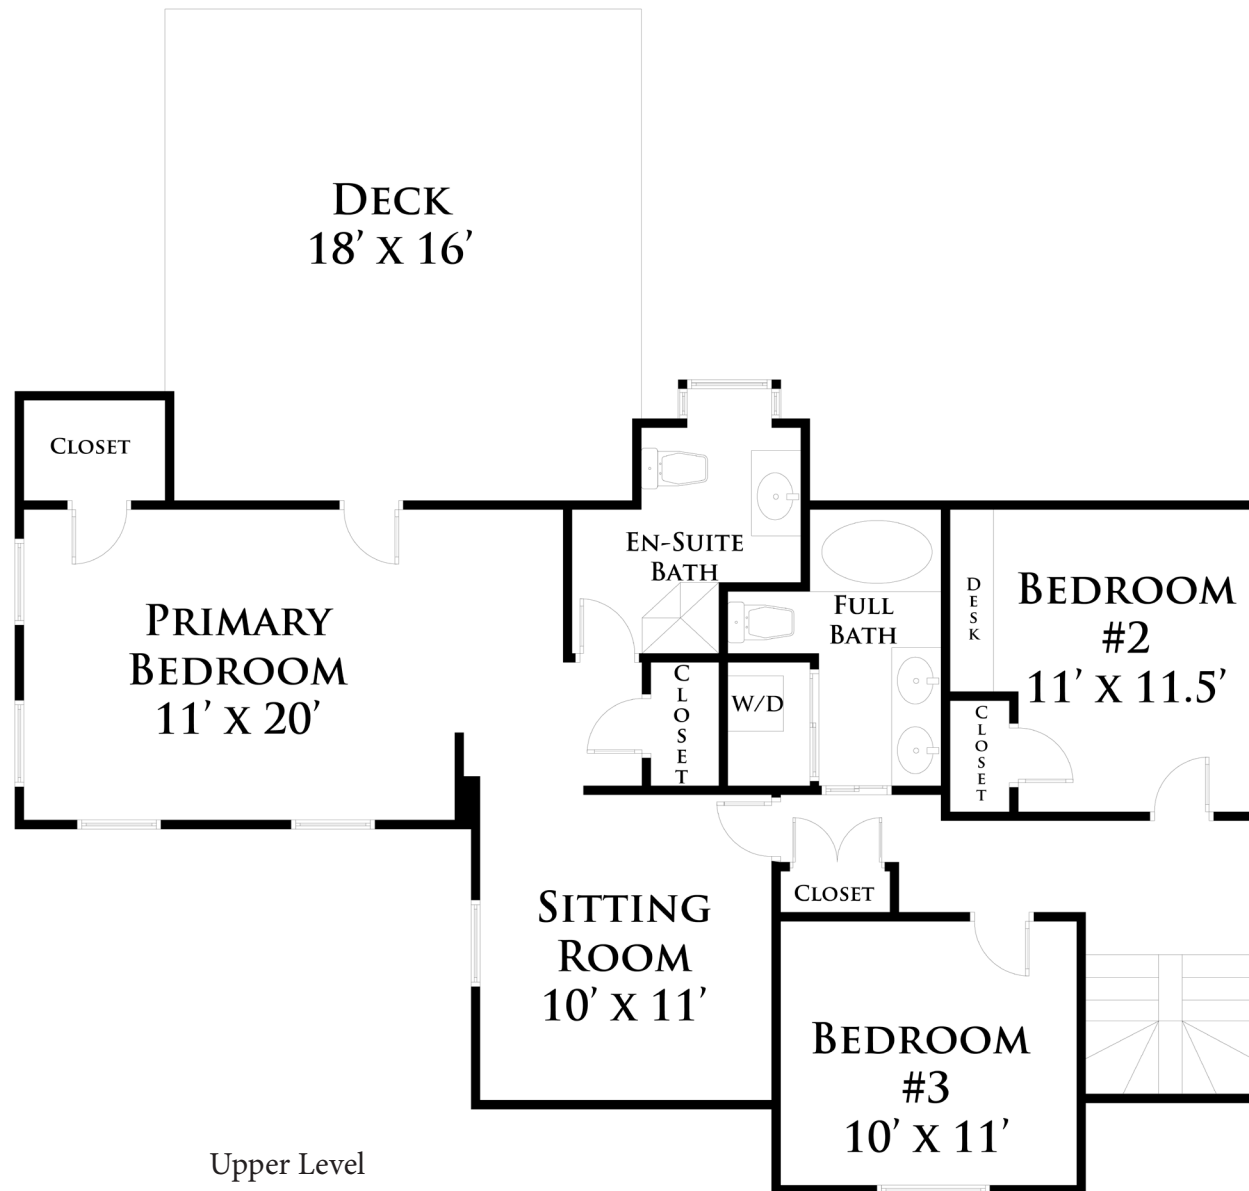 Deck
18’ x 16’
Closet
Primary
Bedroom
11’ x 20’
En-Suite
Bath
Full
Bath
Desk
Bedroom
#2
11’ x 11.5’
Closet
W/D
Closet
Closet
Sitting
Room
10’ x 11’
Bedroom
#3
10’ x 11’
Upper Level